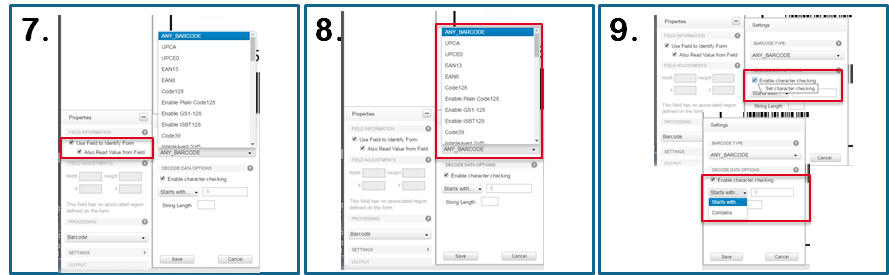 7.
ANY_BARCODE
UPCA
UPCE0
EAN13
EAN8
Code128
Enable Plain Code128
Enable GS1-128
Enable ISBT128
Code39
Interleaved 2of5
ANY_BARCODE
Properties
FIELD INFORMATION
Use Field to Identify Form
Also Read Value from Field
FIELD ADJUSTMENTS
Width
Height
X
Y
This field has no associated region
defined on the form.
PROCESSING
Barcode
SETTINGS
OUTPUT
DECODE DATA OPTIONS
Enable character checking
Starts with...
S
String Length
Save
Cancel
8.
ANY_BARCODE
UPCA
UPCE0
EAN13
EAN8
Code128
Enable Plain Code128
Enable GS1-128
Enable ISBT128
Code39
Interleaved 2of5
ANY_BARCODE
Properties
FIELD INFORMATION
Use Field to Identify Form
Also Read Value from Field
FIELD ADJUSTMENTS
Width
Height
X
Y
This field has no associated region
defined on the form.
PROCESSING
Barcode
SETTINGS
OUTPUT
DECODE DATA OPTIONS
Enable character checking
Starts with...
S
String Length
Save
Cancel
9.
Properties
FIELD INFORMATION
Use Field to Identify Form
Also Read Value from Field
FIELD ADJUSTMENTS
Width
Height
X
Y
This field has no associated region
defined on the form.
PROCESSING
Barcode
SETTINGS
OUTPUT
Settings
BARCODE TYPE
ANY_BARCODE
Enable character checking
Set character checking
Starts with...
String Length
Cancel
Settings
BARCODE TYPE
ANY_BARCODE
DECODE DATA OPTIONS
Enable character checking
Starts with...
S
Starts with...
Contains
Save
Cancel